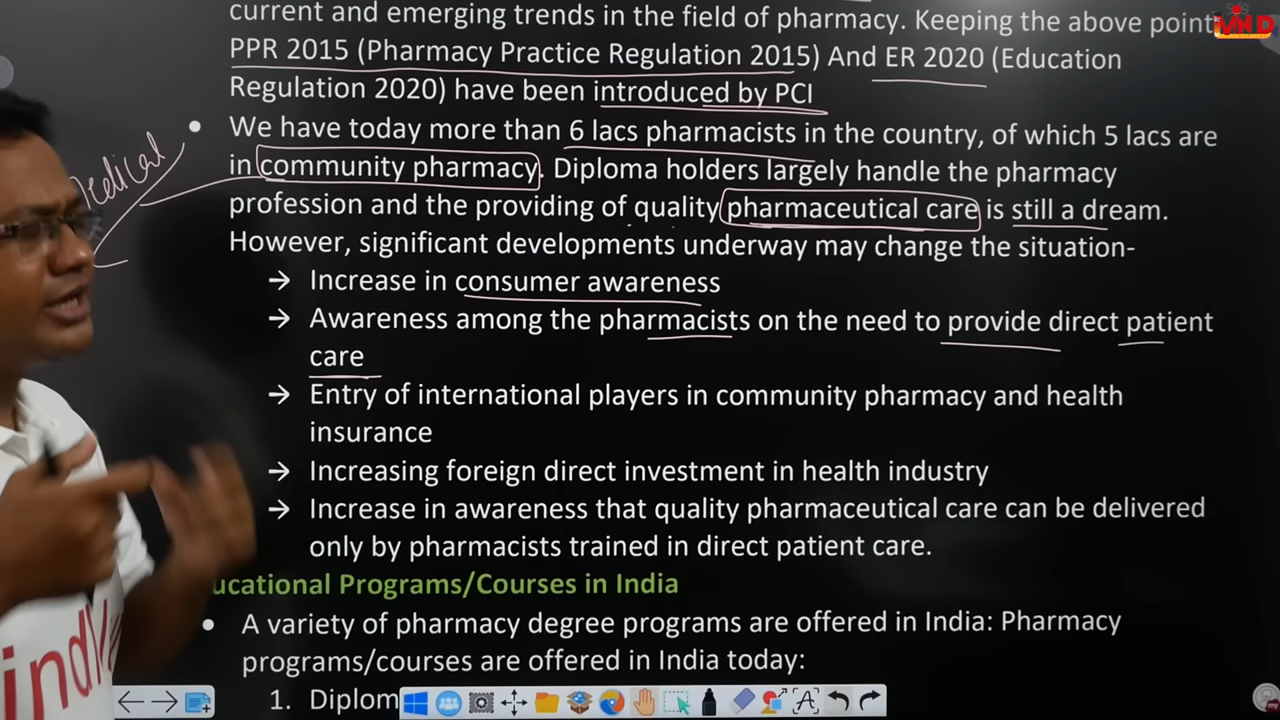 current and emerging trends in the field of pharmacy. Keeping the above point
PPR 2015 (Pharmacy Practice Regulation 2015) And ER 2020 (Education
Regulation 2020) have been introduced by PCI
• We have today more than 6 lacs pharmacists in the country, of which 5 lacs are
in community pharmacy. Diploma holders largely handle the pharmacy
profession and the providing of quality pharmaceutical care is still a dream.
However, significant developments underway may change the situation-
→ Increase in consumer awareness
→ Awareness among the pharmacists on the need to provide direct patient
care
→ Entry of international players in community pharmacy and health
insurance
→ Increasing foreign direct investment in health industry
→ Increase in awareness that quality pharmaceutical care can be delivered
only by pharmacists trained in direct patient care.
ucational Programs/Courses in India
• A variety of pharmacy degree programs are offered in India: Pharmacy
programs/courses are offered in India today:
1. Diplom